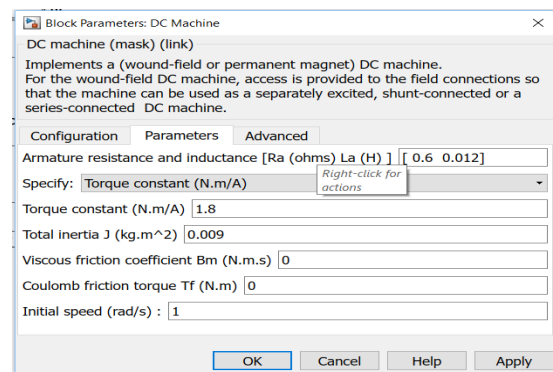 Block Parameters: DC Machine
DC machine (mask) (link)
Implements a (wound-field or permanent magnet) DC machine.
For the wound-field DC machine, access is provided to the field connections so
that the machine can be used as a separately excited, shunt-connected or a
series-connected DC machine.
Configuration Parameters Advanced
Armature resistance and inductance [Ra (ohms) La (H) ] [ 0.6 0.012]
Right-click for
actions
Specify: Torque constant (N.m/A)
Torque constant (N.m/A) 1.8
Total inertia J (kg.m^2) 0.009
Viscous friction coefficient Bm (N.m.s) 0
Coulomb friction torque Tf (N.m) 0
Initial speed (rad/s) : 1
OK Cancel Help Apply